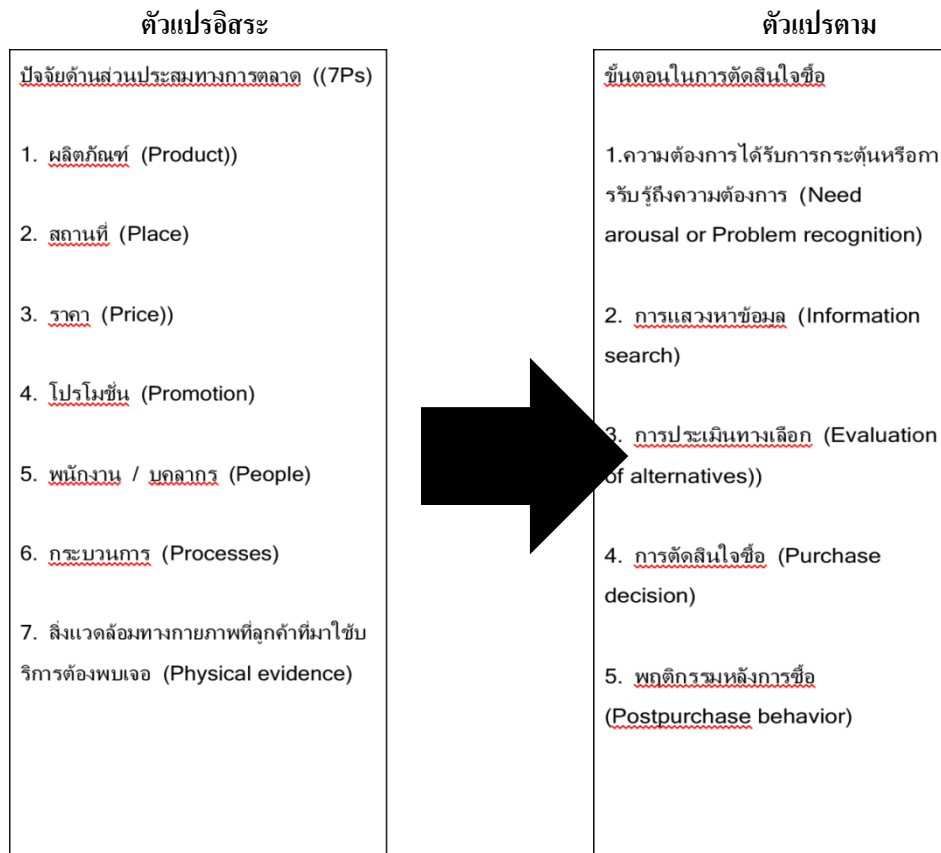 ตัวแปรอิสระ
ปัจจัยด้านส่วนประสมทางการตลาด ((7Ps)
1. ผลิตภัณฑ์ (Product))
2. สถานที่ (Place)
3. ราคา (Price))
4. โปรโมชั่น (Promotion)
5. พนักงาน / บุคลากร (People)
6. กระบวนการ (Processes)
7. สิ่งแวดล้อมทางกายภาพที่ลูกค้าที่มาใช้บ
ริการต้องพบเจอ (Physical evidence)
ตัวแปรตาม
ขั้นตอนในการตัดสินใจซื้อ
1.ความต้องการได้รับการกระตุ้นหรือกา
รรับรู้ถึงความต้องการ (Need
arousal or Problem recognition)
2. การแสวงหาข้อมูล (Information
search)
3. การประเมินทางเลือก (Evaluation
of alternatives))
4. การตัดสินใจซื้อ (Purchase
decision)
5. พฤติกรรมหลังการซื้อ
(Postpurchase behavior)